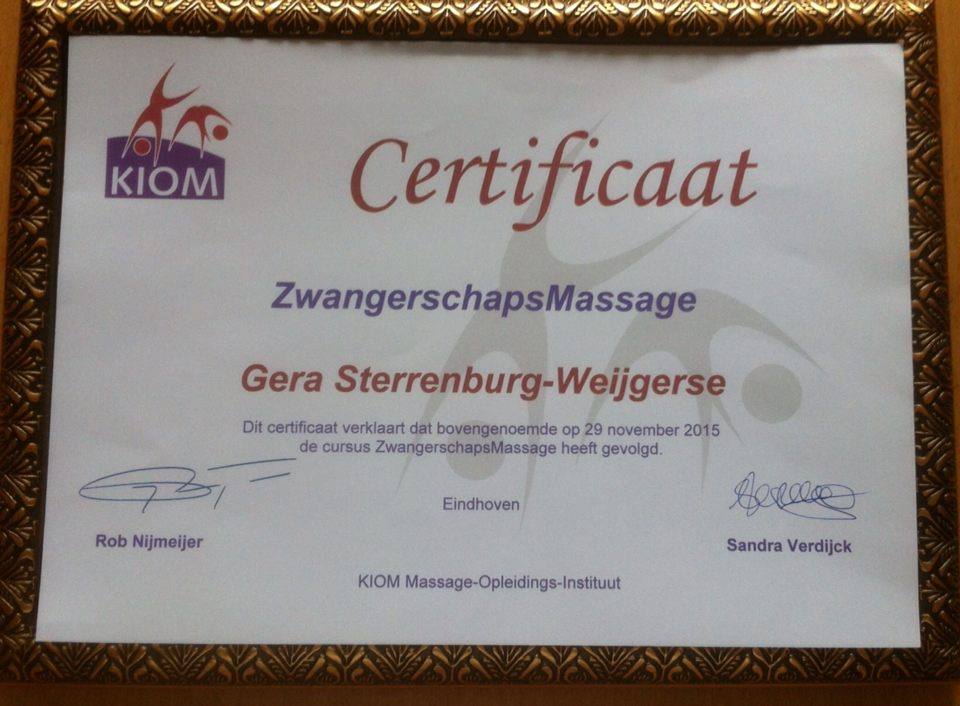 KIOM
Certificaat
ZwangerschapsMassage
Gera Sterrenburg-Weijgerse
Dit certificaat verklaart dat bovengenoemde op 29 november 2015
de cursus ZwangerschapsMassage heeft gevolgd.
Eindhoven
Rob Nijmeijer
Sandra Verdijck
KIOM Massage-Opleidings-Instituut